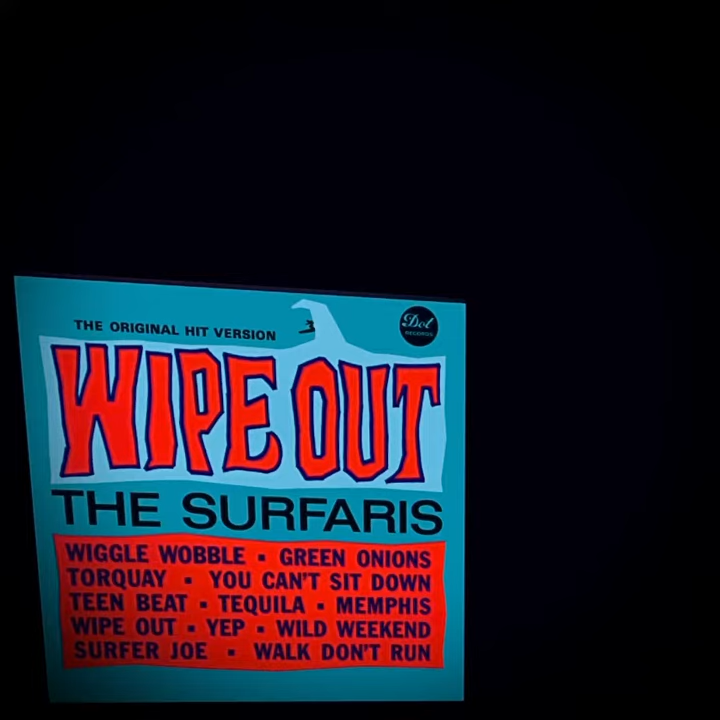 THE ORIGINAL HIT VERSION
Dot
RECORDS
WIPE OUT
THE SURFARIS
WIGGLE WOBBLE ▪ GREEN ONIONS
TORQUAY ▪ YOU CAN'T SIT DOWN
TEEN BEAT ▪ TEQUILA ▪ MEMPHIS
WIPE OUT ▪ YEP ▪ WILD WEEKEND
SURFER JOE ▪ WALK DON'T RUN